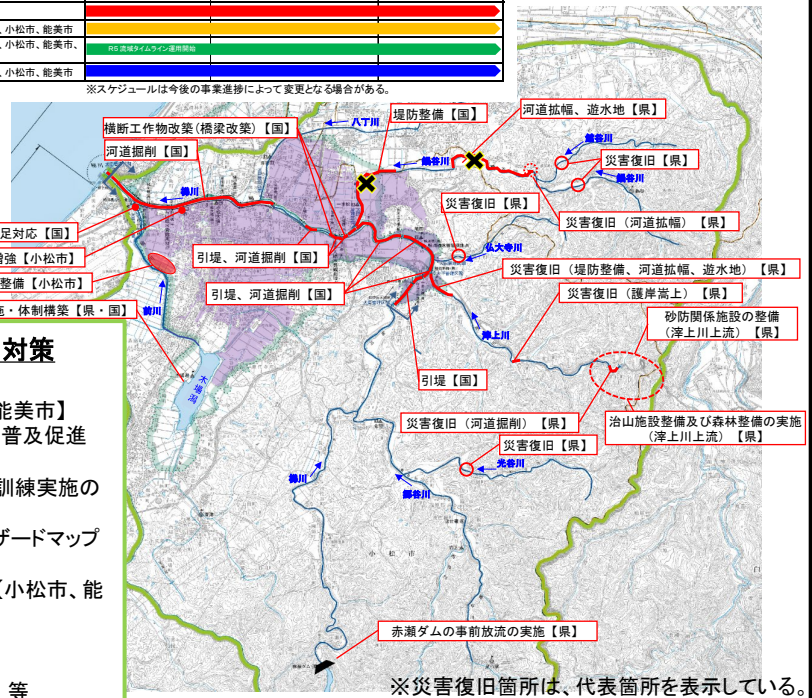 、小松市、能美市
、小松市、能美市、
R5 流域タイムライン運用開始
、小松市、能美市
※スケジュールは今後の事業進捗によって変更となる場合がある。
河道拡幅、遊水地【県】
堤防整備【国】
八丁川
横断工作物改築(橋梁改築)【国】
河道掘削【国】
鍋谷川
災害復旧【県】
鍋谷川
梯川
災害復旧【県】
災害復旧(河道拡幅)【県】
足対応【国】
引堤、河道掘削【国】
仏大寺川
増強【小松市】
災害復旧(堤防整備、河道拡幅、遊水地)【県】
整備【小松市】
引堤、河道掘削【国】
災害復旧(護岸嵩上)【県】
施・体制構築【県・国】
前川
滓上川
砂防関係施設の整備
(滓上川上流)【県】
対策
木場潟
引堤【国】
能美市】
災害復旧(河道掘削)【県】
治山施設整備及び森林整備の実施
(滓上川上流)【県】
普及促進
災害復旧【県】
光谷川
梯川
郷谷川
訓練実施の
ザードマップ
小松市
【小松市、能
赤瀬ダムの事前放流の実施【県】
等
※災害復旧箇所は、代表箇所を表示している。